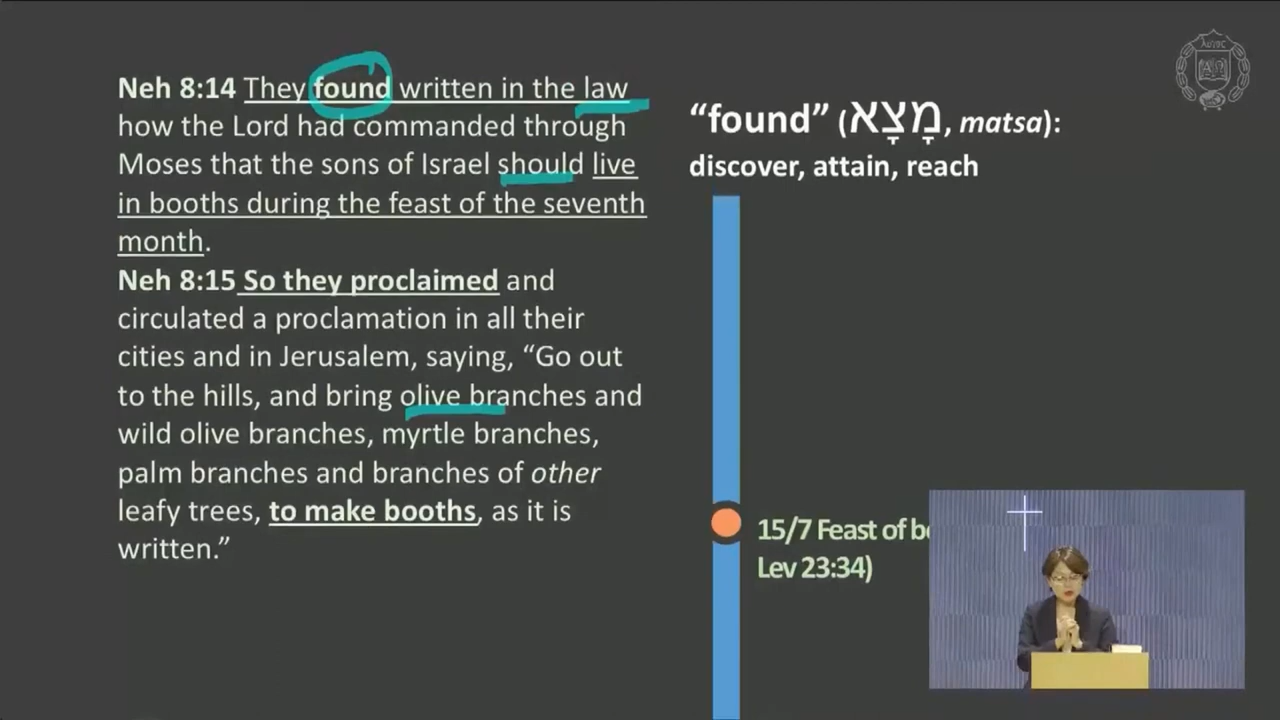 Neh 8:14 They found written in the law
how the Lord had commanded through
Moses that the sons of Israel should live
in booths during the feast of the seventh
month.
Neh 8:15 So they proclaimed and
circulated a proclamation in all their
cities and in Jerusalem, saying, “Go out
to the hills, and bring olive branches and
wild olive branches, myrtle branches,
palm branches and branches of other
leafy trees, to make booths, as it is
written.”
“found” (מָצָא, matsa):
discover, attain, reach
15/7 Feast of
Lev 23:34)